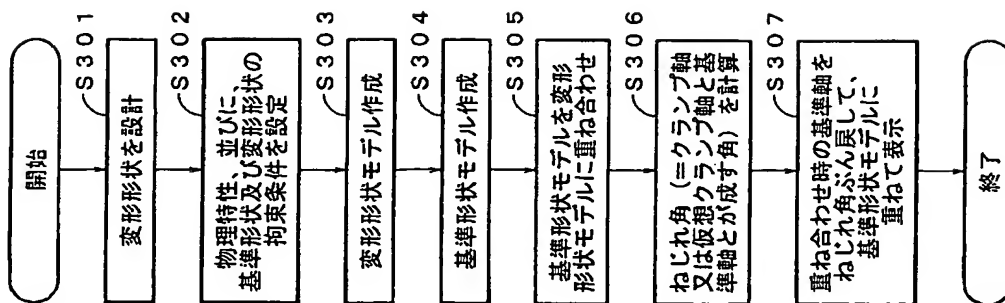 開始
S301
変形形状を設計
S302
物理特性、並びに、
基準形状及び変形形状の
拘束条件を設定
S303
変形形状モデル作成
S304
基準形状モデル作成
S305
基準形状モデルを変形
形状モデルに重ね合わせ
S306
ねじれ角(=クランプ軸
又は仮想クランプ軸と基
準軸とが成す角)を計算
S307
重ね合わせ時の基準軸を
ねじれ角ぶん戻して、
基準形状モデルに
重ねて表示
終了